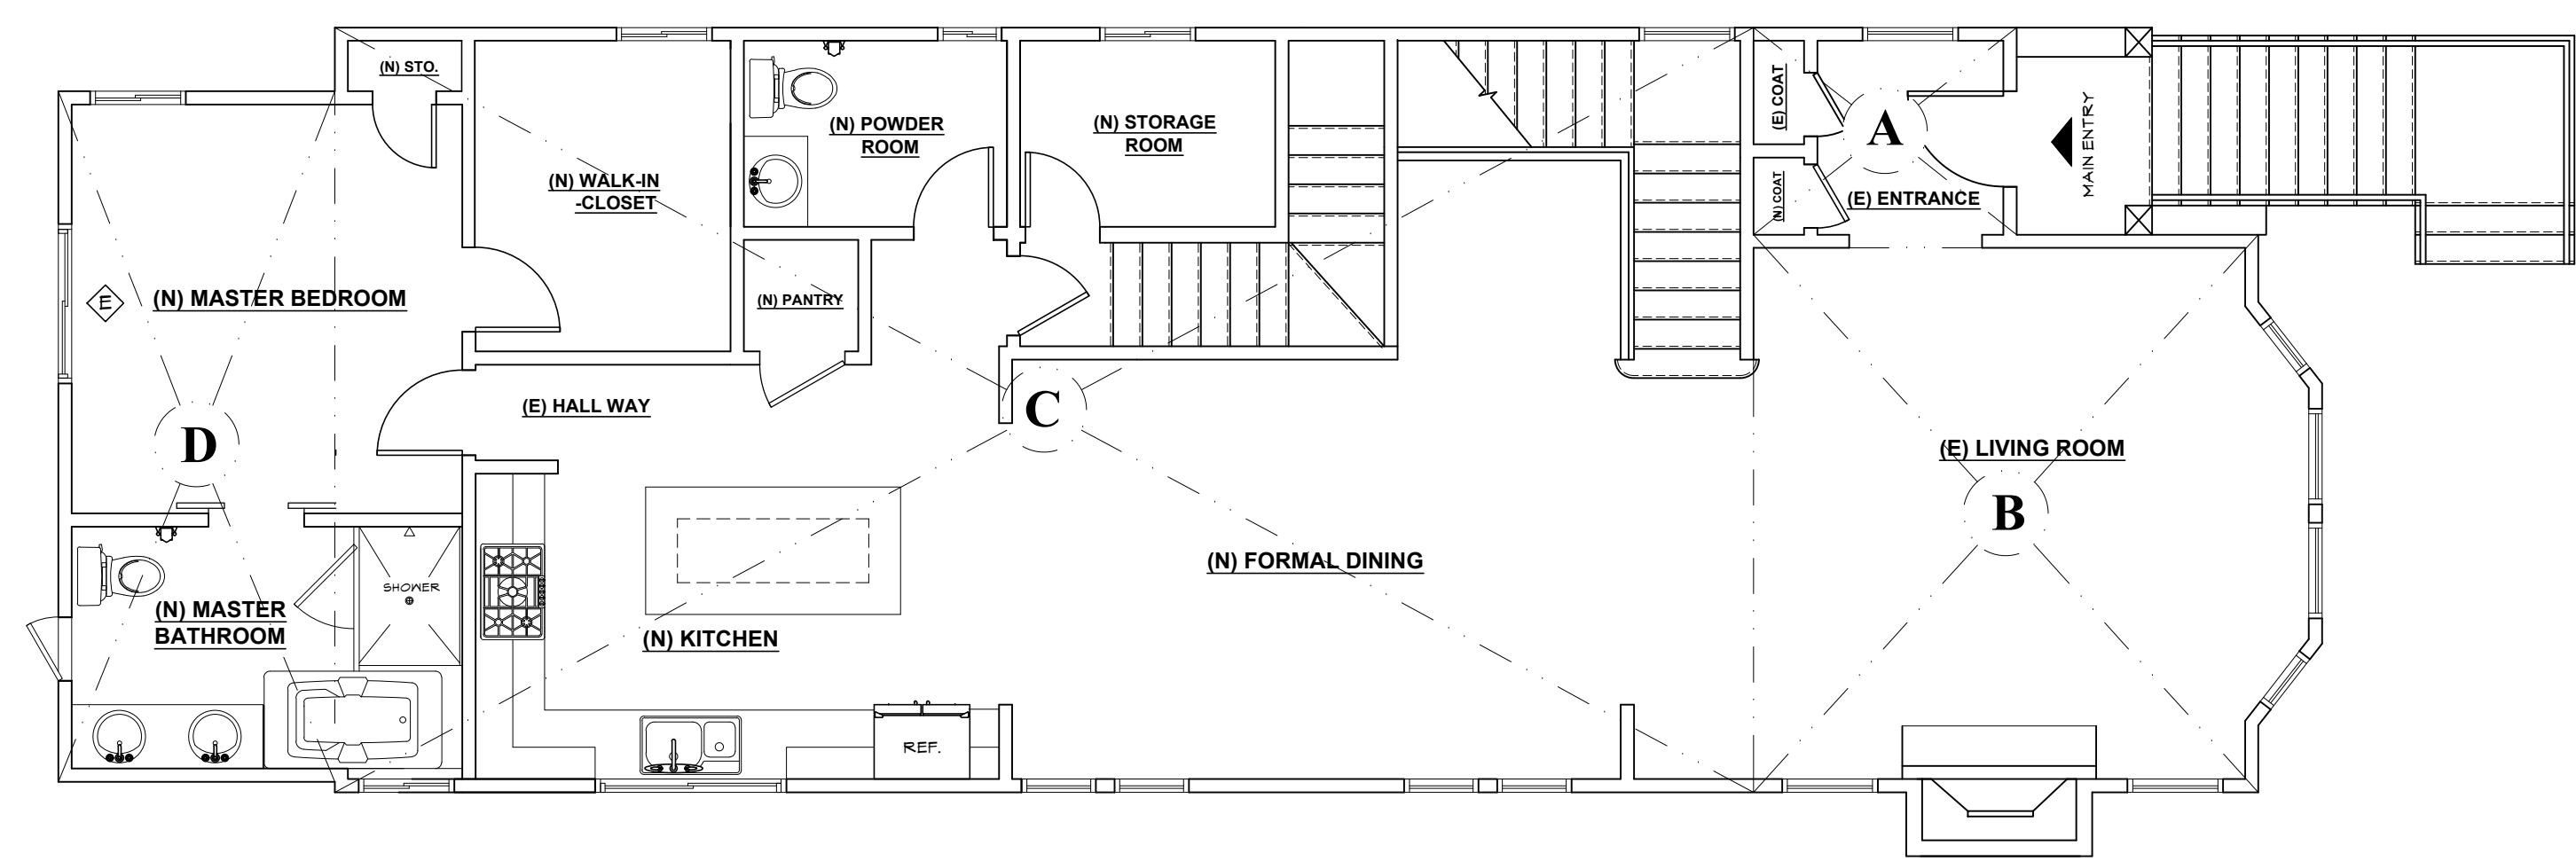 (N) STO.
(N) POWDER
ROOM
(N) STORAGE
ROOM
(E) COAT
A
MAIN ENTRY
(N) WALK-IN
-CLOSET
(N) COAT
(E) ENTRANCE
E
(N) MASTER BEDROOM
(N) PANTRY
(E) HALL WAY
C
D
(E) LIVING ROOM
B
(N) FORMAL DINING
SHOWER
(N) MASTER
BATHROOM
(N) KITCHEN
REF.